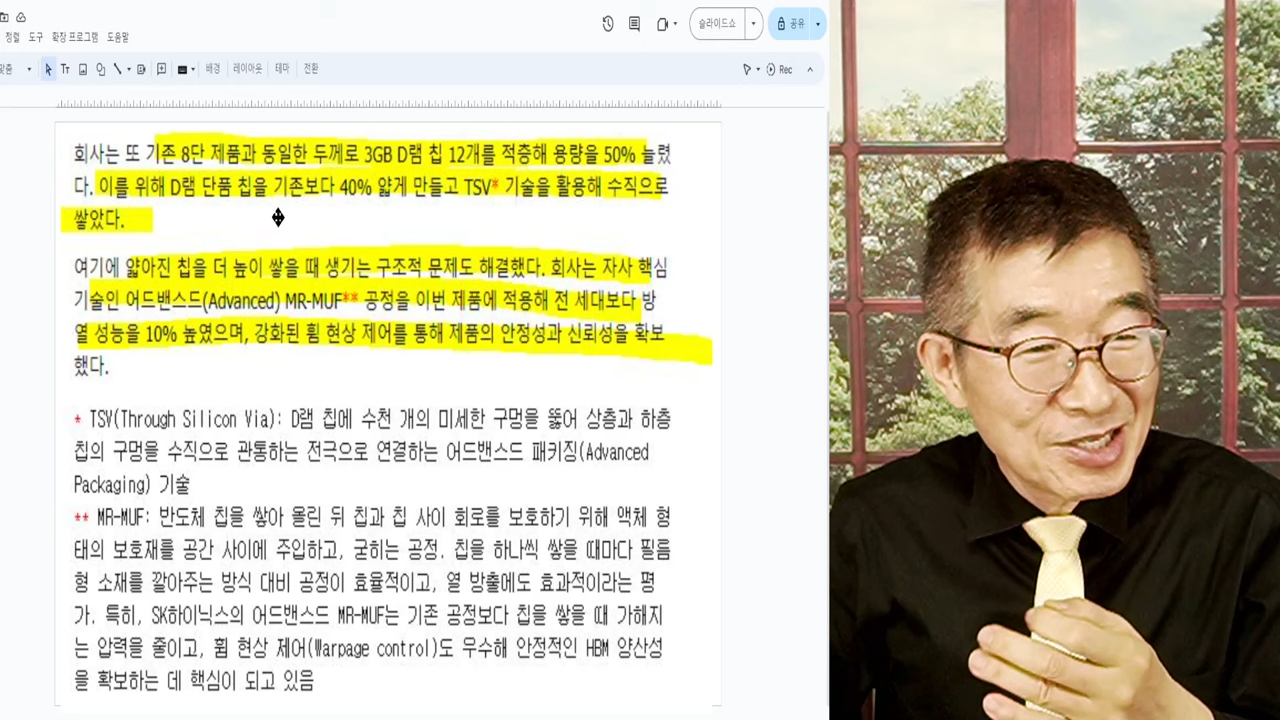 정렬 도구 확장 프로그램 도움말
슬라이드쇼
공유
맞춤
배경 레이아웃 테마 전환
Rec
회사는 또 기존 8단 제품과 동일한 두께로 3GB D램 칩 12개를 적층해 용량을 50% 늘렸
다. 이를 위해 D램 단품 칩을 기존보다 40% 얇게 만들고 TSV* 기술을 활용해 수직으로
쌓았다.
여기에 얇아진 칩을 더 높이 쌓을 때 생기는 구조적 문제도 해결했다. 회사는 자사 핵심
기술인 어드밴스드(Advanced) MR-MUF** 공정을 이번 제품에 적용해 전 세대보다 방
열 성능을 10% 높였으며, 강화된 휨 현상 제어를 통해 제품의 안정성과 신뢰성을 확보
했다.
* TSV(Through Silicon Via): D램 칩에 수천 개의 미세한 구멍을 뚫어 상층과 하층
칩의 구멍을 수직으로 관통하는 전극으로 연결하는 어드밴스드 패키징(Advanced
Packaging) 기술
** MR-MUF: 반도체 칩을 쌓아 올린 뒤 칩과 칩 사이 회로를 보호하기 위해 액체 형
태의 보호재를 공간 사이에 주입하고, 굳히는 공정. 칩을 하나씩 쌓을 때마다 필름
형 소재를 깔아주는 방식 대비 공정이 효율적이고, 열 방출에도 효과적이라는 평
가. 특히, SK하이닉스의 어드밴스드 MR-MUF는 기존 공정보다 칩을 쌓을 때 가해지
는 압력을 줄이고, 휨 현상 제어(Warpage control)도 우수해 안정적인 HBM 양산성
을 확보하는 데 핵심이 되고 있음